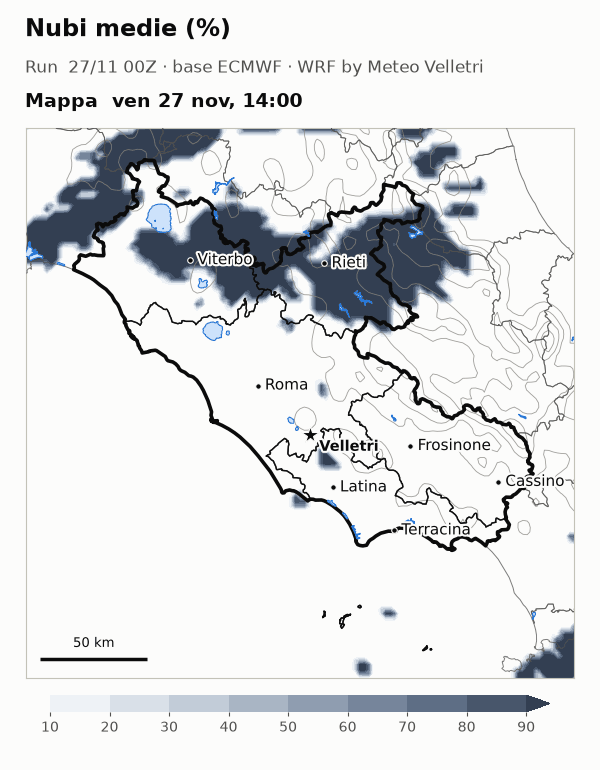 Nubi medie (%)
Run  27/11 00Z · base ECMWF · WRF by Meteo Velletri
Mappa  ven 27 nov, 14:00
Viterbo
Rieti
Roma
Velletri
Frosinone
Latina
Cassino
Terracina
50 km
10 20 30 40 50 60 70 80 90